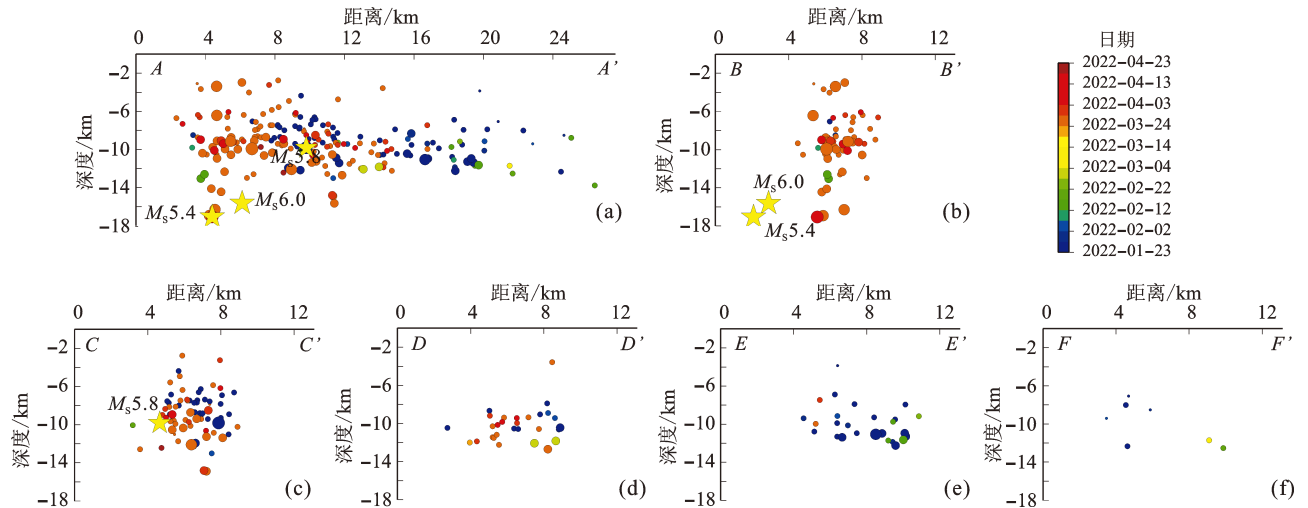 距离/km
0 4 8 12 16 20 24
A A’
−2
−6
−10
−14
−18
深度/km
Ms5.8
Ms6.0
Ms5.4
(a)
距离/km
0 4 8 12
B B’
−2
−6
−10
−14
−18
深度/km
Ms6.0
Ms5.4
(b)
日期
2022−04−23
2022−04−13
2022−04−03
2022−03−24
2022−03−14
2022−03−04
2022−02−22
2022−02−12
2022−02−02
2022−01−23
距离/km
0 4 8 12
C C’
−2
−6
−10
−14
−18
深度/km
Ms5.8
(c)
距离/km
0 4 8 12
D D’
−2
−6
−10
−14
−18
深度/km
(d)
距离/km
0 4 8 12
E E’
−2
−6
−10
−14
−18
深度/km
(e)
距离/km
0 4 8 12
F F’
−2
−6
−10
−14
−18
深度/km
(f)